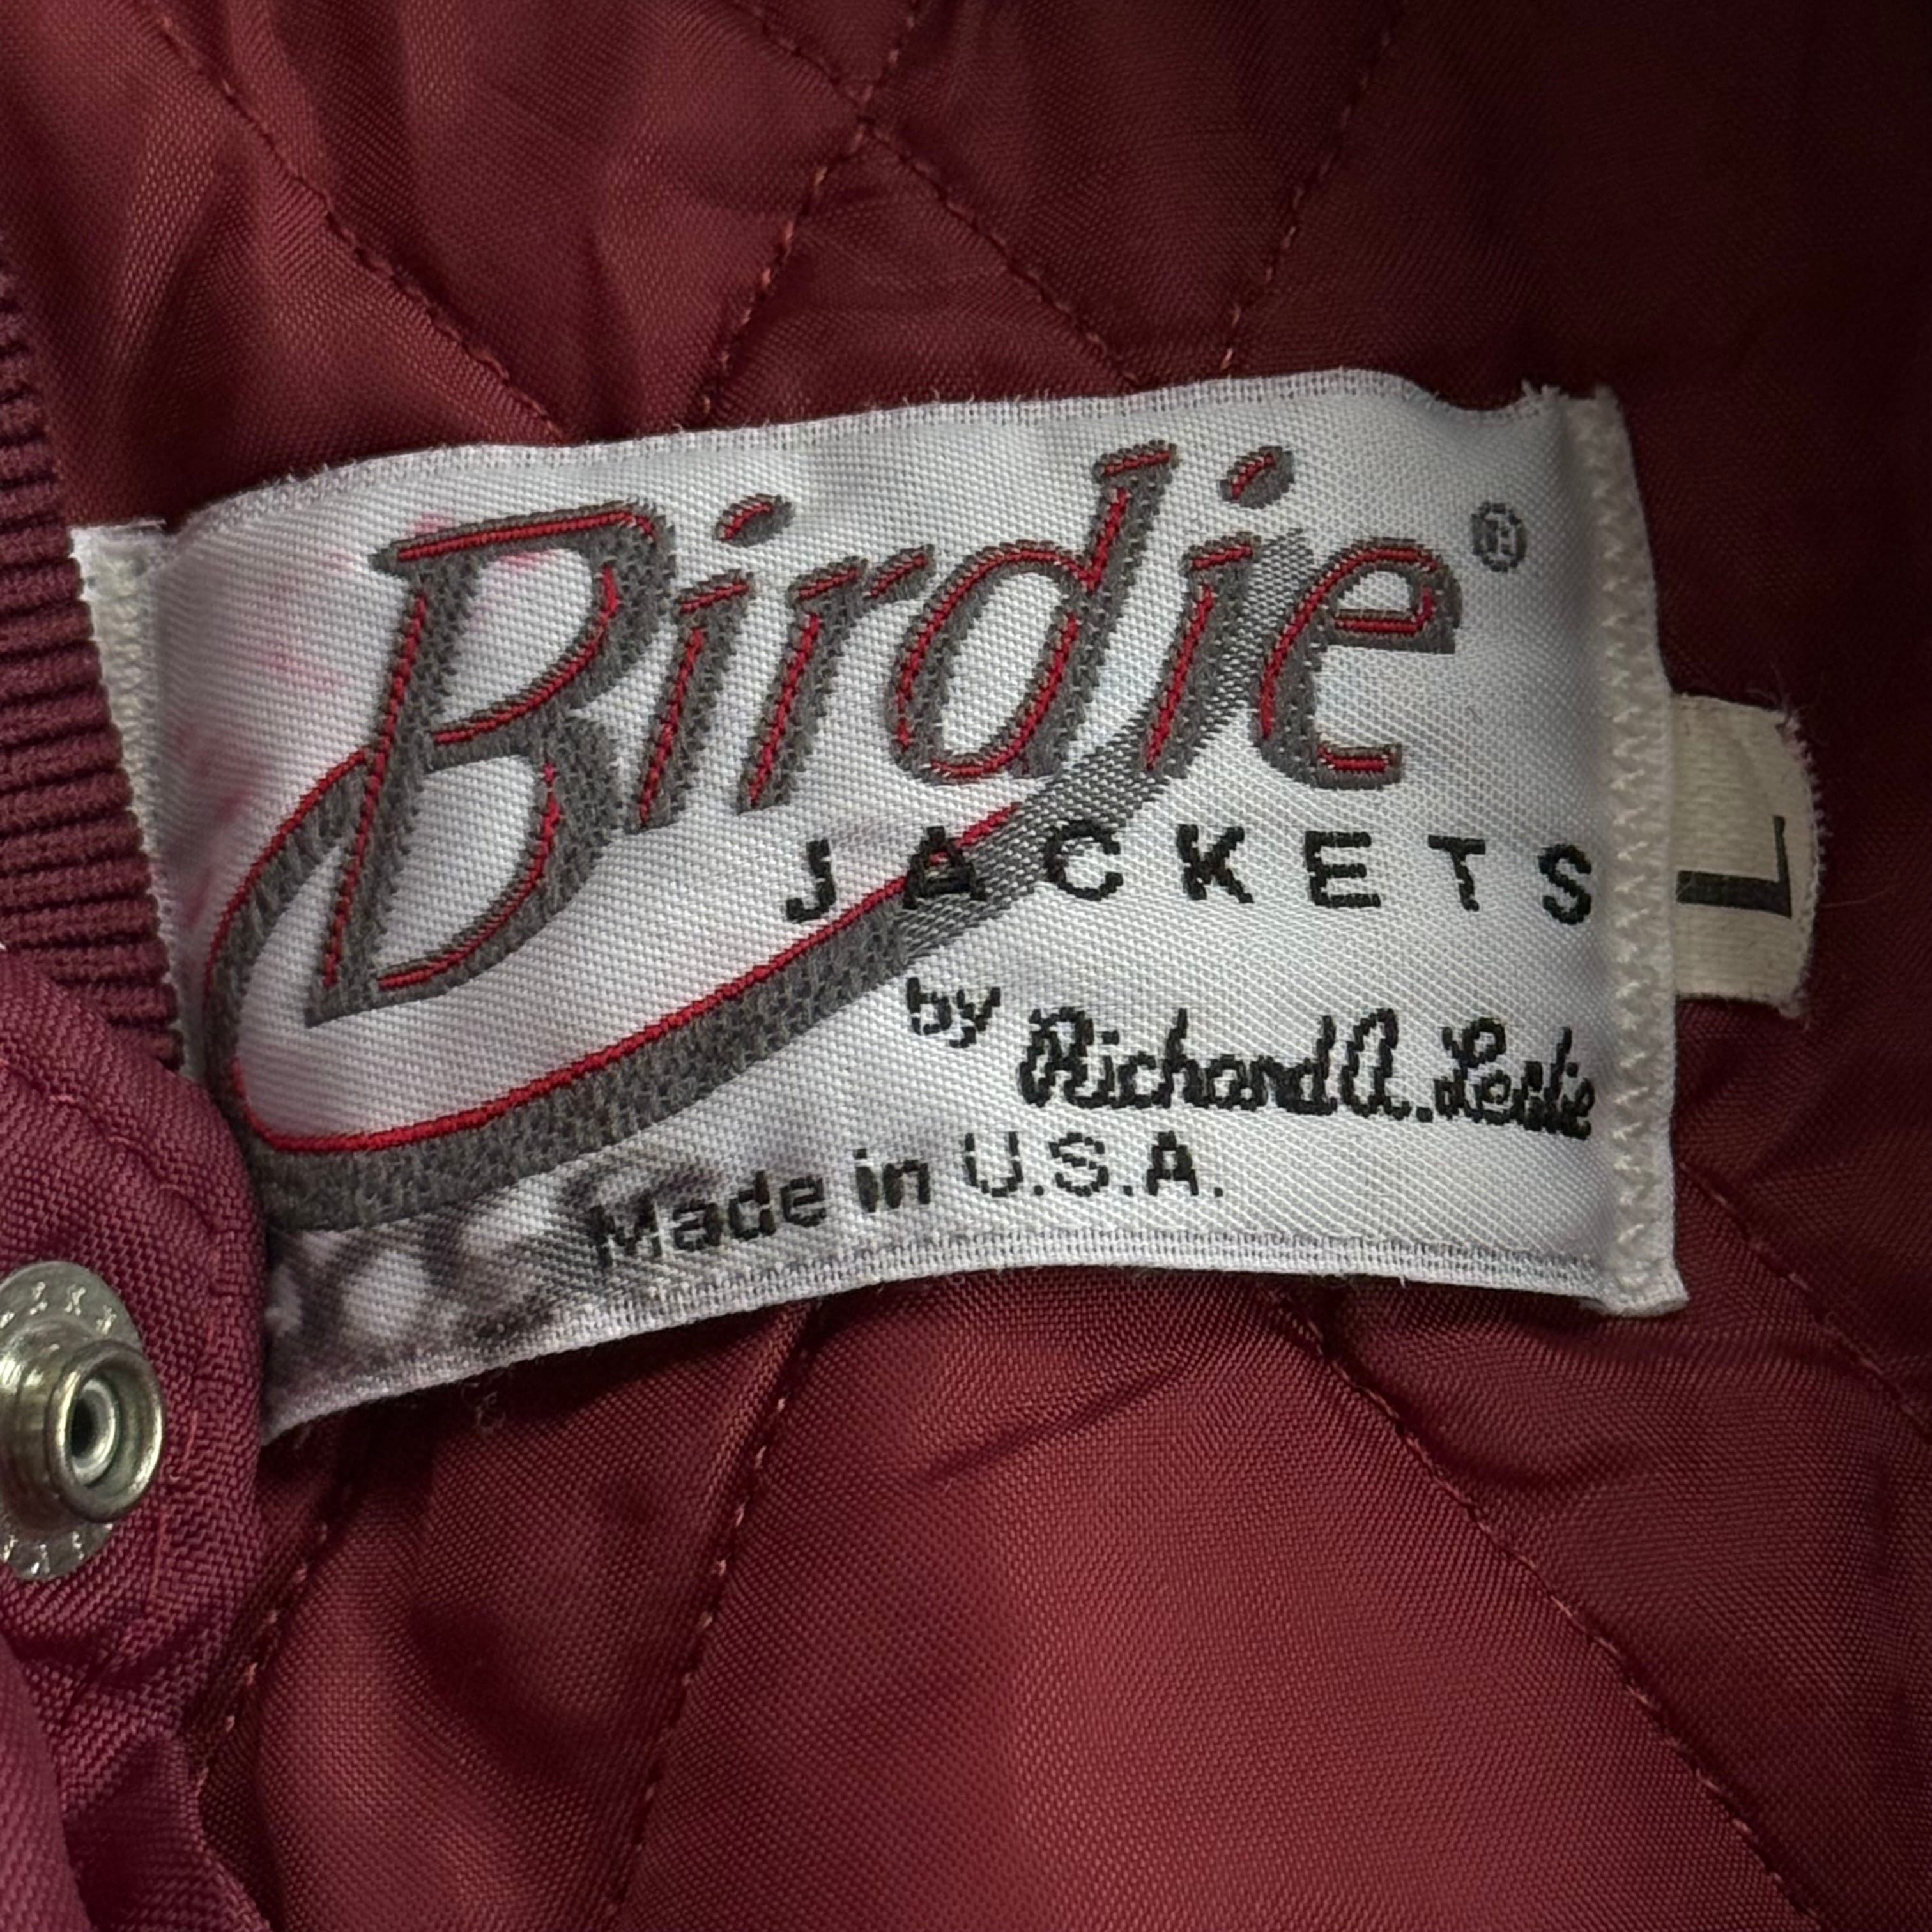 Birdie®
JACKETS
by Richard A. Leslie
Made in U.S.A.
L